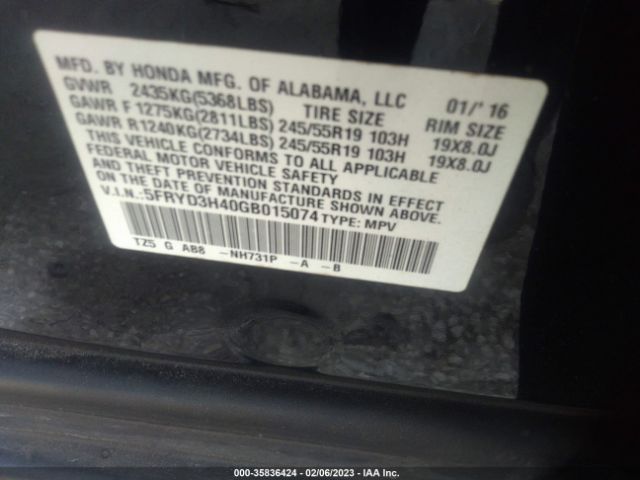 MFD. BY HONDA MFG. OF ALABAMA, LLC 01/' 16
GVWR 2435KG(5368LBS) TIRE SIZE RIM SIZE
GAWR F 1275KG(2811LBS) 245/55R19 103H 19X8.0J
GAWR R 1240KG(2734LBS) 245/55R19 103H 19X8.0J
THIS VEHICLE CONFORMS TO ALL APPLICABLE
FEDERAL MOTOR VEHICLE SAFETY
AND THEFT PREVENTION STANDARDS IN EFFECT
ON THE DATE OF MANUFACTURE SHOWN ABOVE.
V.I.N.:5FRYD3H40GB015074 TYPE: MPV
TZ5 G AB8 -NH731P -A -B
000-35836424 - 02/06/2023 - IAA Inc.